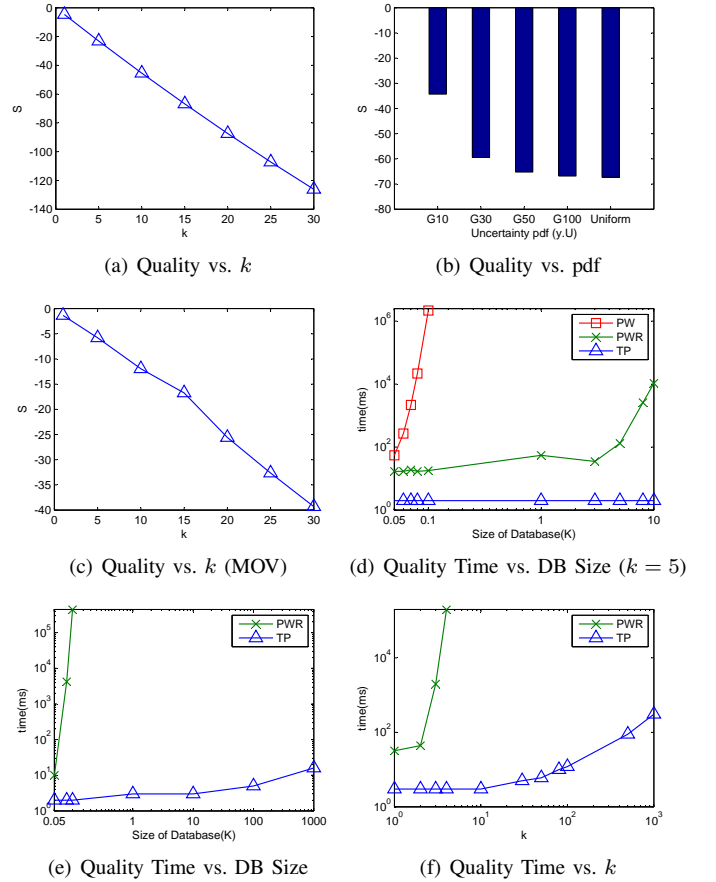 0
-20
-40
-60
-80
-100
-120
-140
S
0 5 10 15 20 25 30
k
(a) Quality vs. k
0
-10
-20
-30
-40
-50
-60
-70
-80
S
G10 G30 G50 G100 Uniform
Uncertainty pdf (y.U)
(b) Quality vs. pdf
0
-5
-10
-15
-20
-25
-30
-35
-40
S
0 5 10 15 20 25 30
k
(c) Quality vs. k (MOV)
10^6
10^4
10^2
10^0
time(ms)
PW
PWR
TP
0.05 0.1 1 10
Size of Database(K)
(d) Quality Time vs. DB Size (k = 5)
10^5
10^4
10^3
10^2
10^1
10^0
time(ms)
PWR
TP
0.05 1 10 100 1000
Size of Database(K)
(e) Quality Time vs. DB Size
10^4
10^2
10^0
time(ms)
PWR
TP
10^0 10^1 10^2 10^3
k
(f) Quality Time vs. k